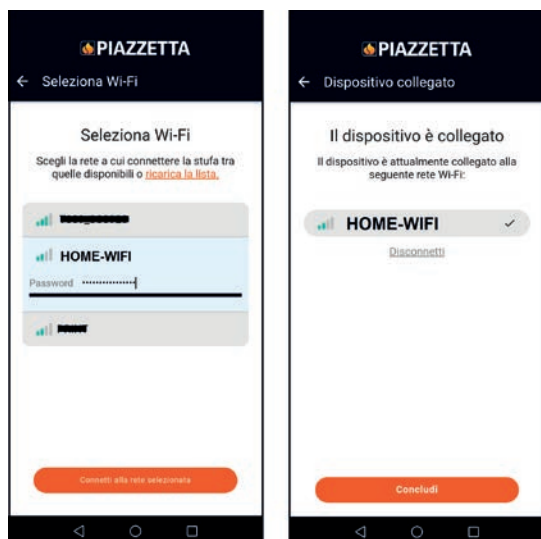 PIAZZETTA
← Seleziona Wi-Fi
Seleziona Wi-Fi
Scegli la rete a cui connettere la stufa tra
quelle disponibili o ricarica la lista.
HOME-WIFI
Password ················
Connetti alla rete selezionata
PIAZZETTA
← Dispositivo collegato
Il dispositivo è collegato
Il dispositivo è attualmente collegato alla
seguente rete Wi-Fi:
HOME-WIFI ✓
Disconnetti
Concludi